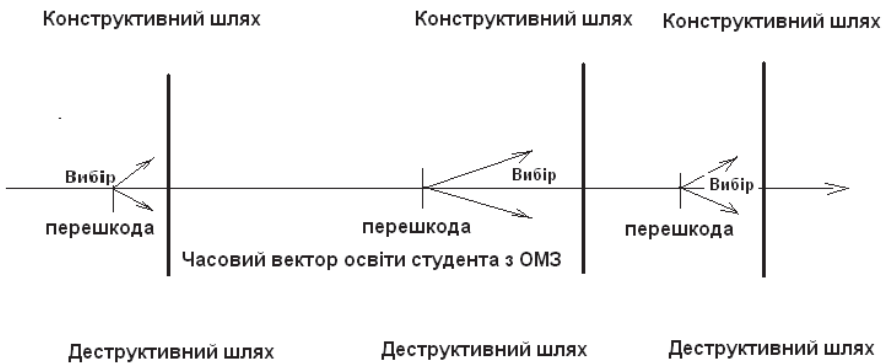 Конструктивний шлях Конструктивний шлях Конструктивний шлях
Вибір Вибір Вибір
перешкода перешкода перешкода
Часовий вектор освіти студента з ОМЗ
Деструктивний шлях Деструктивний шлях Деструктивний шлях